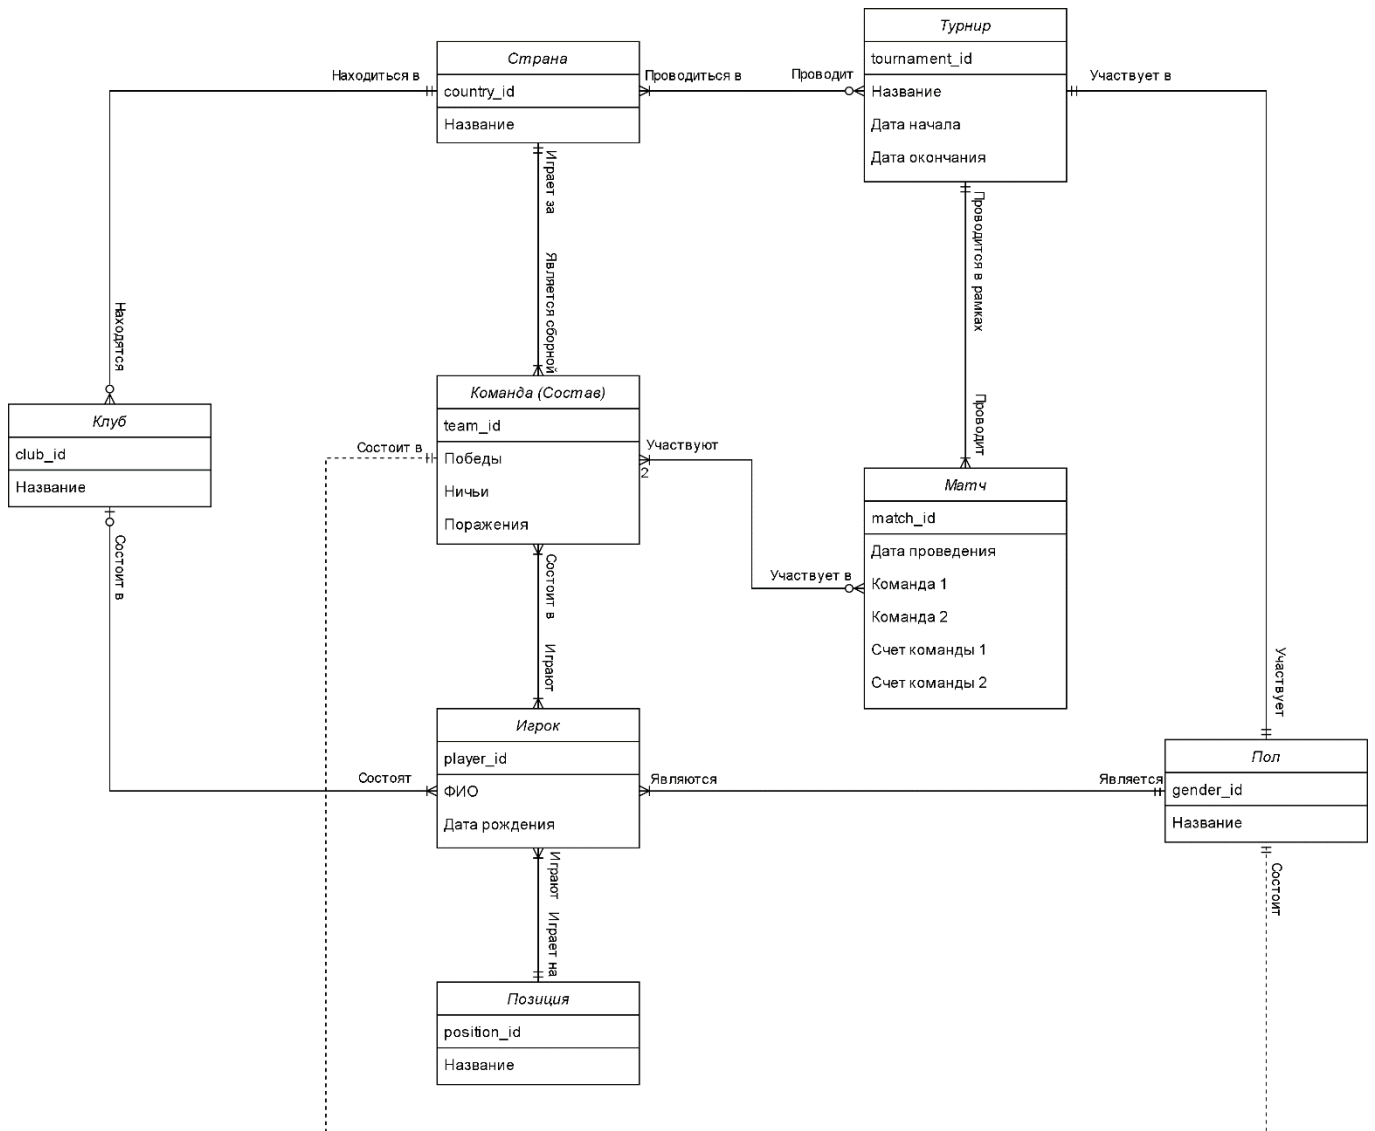 Турнир
tournament_id
Название
Дата начала
Дата окончания
Страна
country_id
Название
Находиться в
Проводиться в
Проводит
Участвует в
Играет за
Является сборной
Проводится в рамках
Проводит
Находятся
Клуб
club_id
Название
Состоит в
Команда (Состав)
team_id
Победы
Ничьи
Поражения
Состоит в
Участвуют
2
Участвует в
Матч
match_id
Дата проведения
Команда 1
Команда 2
Счет команды 1
Счет команды 2
Состоит в
Играют
Участвует
Игрок
player_id
ФИО
Дата рождения
Состоят
Являются
Является
Пол
gender_id
Название
Состоит
Играют
Играет на
Позиция
position_id
Название